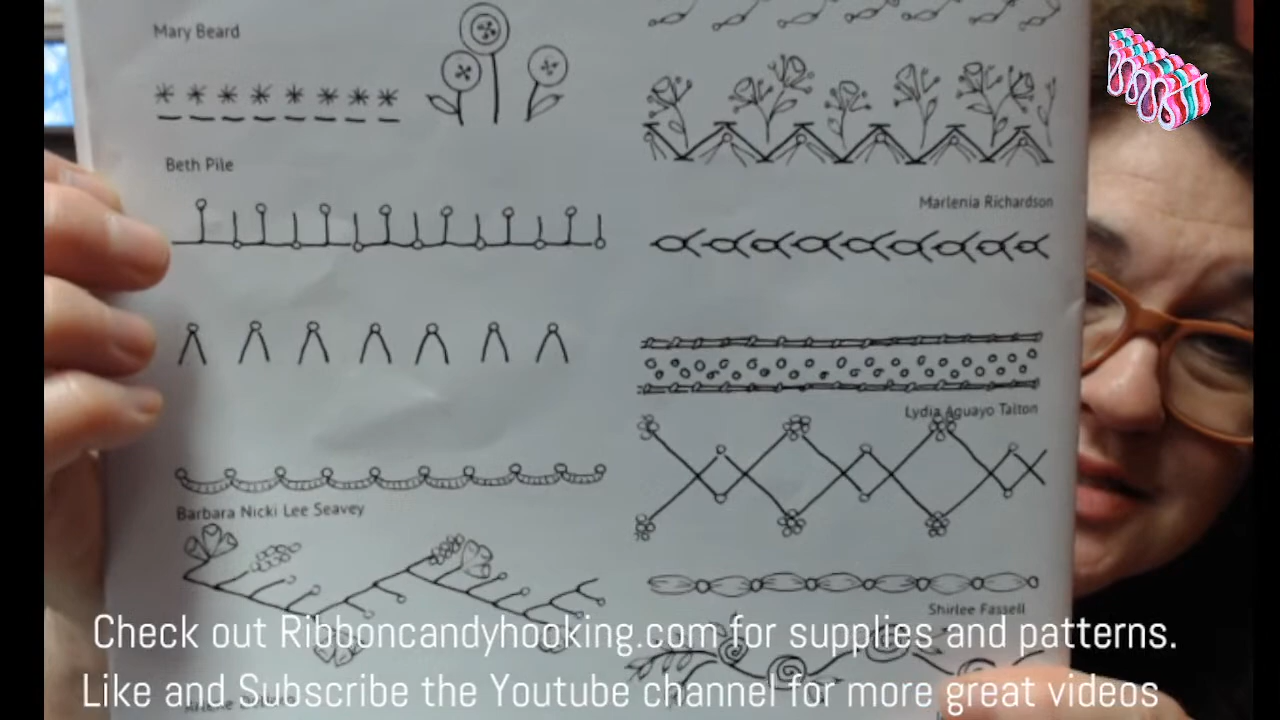 Mary Beard
Beth Pile
Barbara Nicki Lee Seavey
Marlenia Richardson
Lydia Aguayo Talton
Shirlee Fassell
Check out Ribboncandyhooking.com for supplies and patterns.
Like and Subscribe the Youtube channel for more great videos